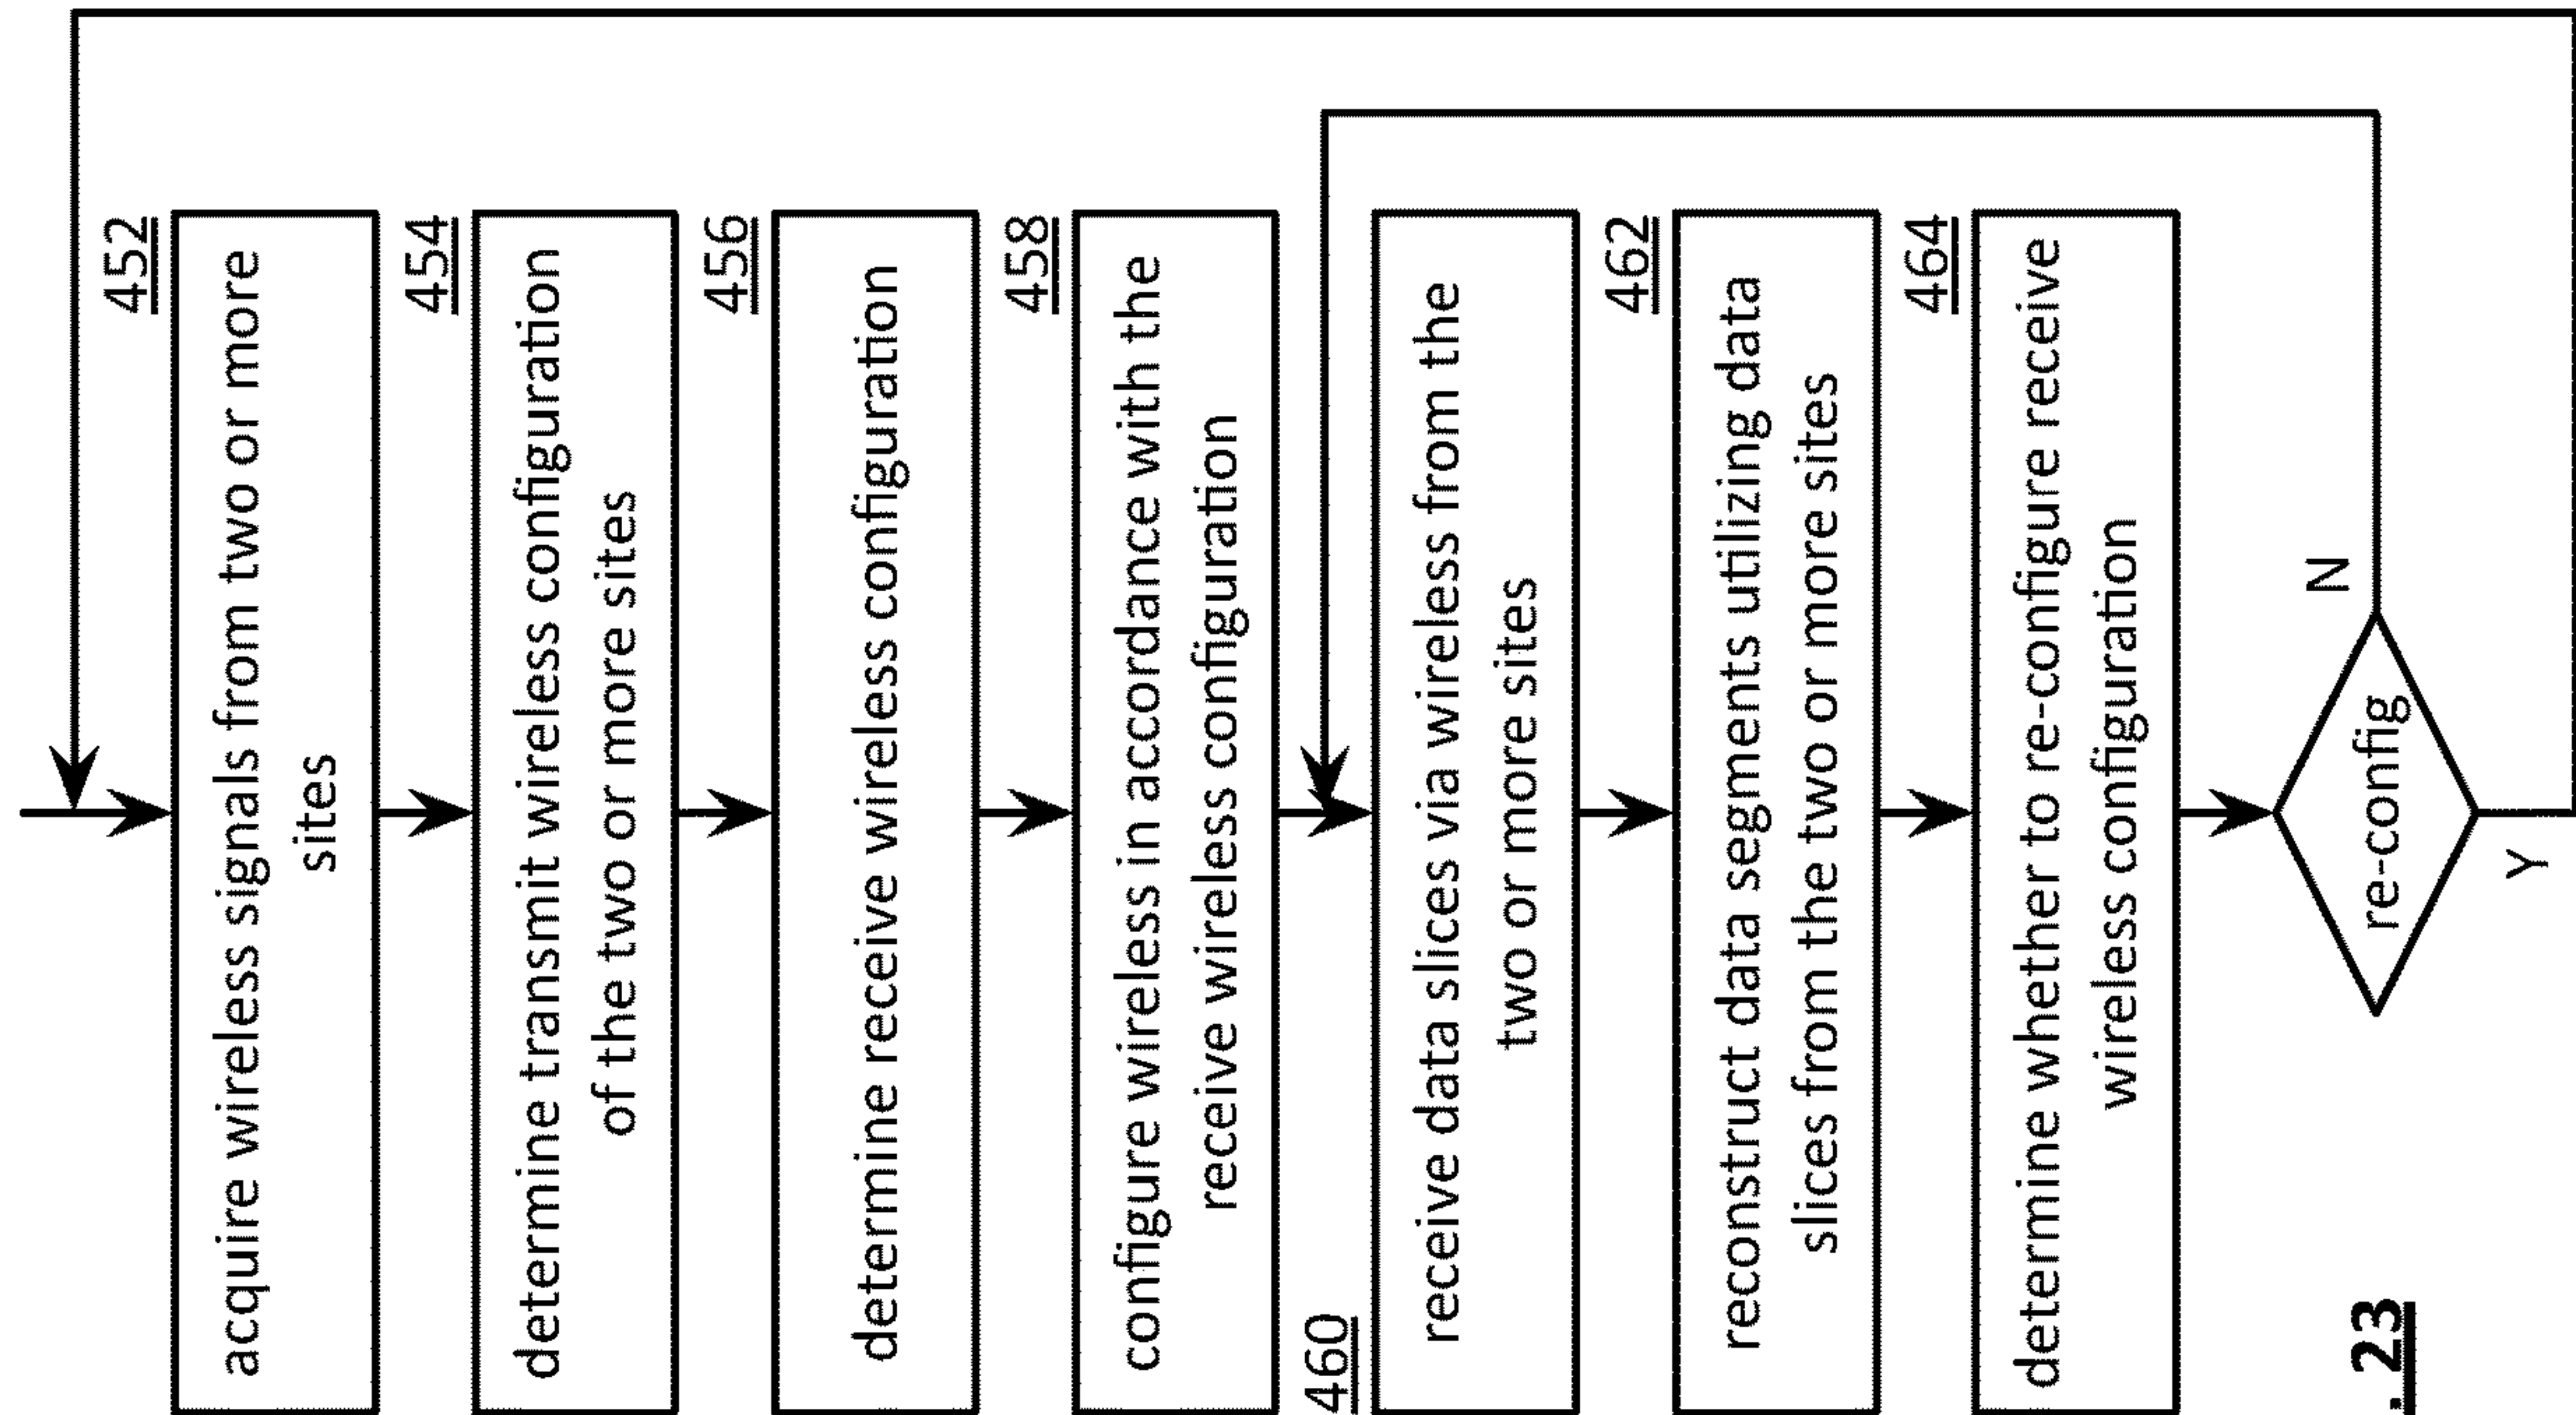 452
acquire wireless signals from two or more
sites
454
determine transmit wireless configuration
of the two or more sites
456
determine receive wireless configuration
458
configure wireless in accordance with the
receive wireless configuration
460
receive data slices via wireless from the
two or more sites
462
reconstruct data segments utilizing data
slices from the two or more sites
464
determine whether to re-configure receive
wireless configuration
re-config
N
Y
. 23